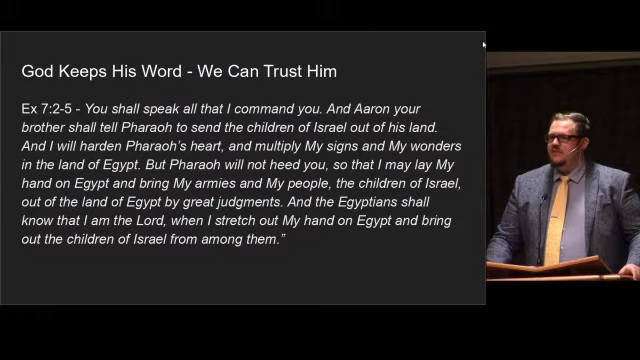 God Keeps His Word - We Can Trust Him
Ex 7:2-5 - You shall speak all that I command you. And Aaron your
brother shall tell Pharaoh to send the children of Israel out of his land.
And I will harden Pharaoh's heart, and multiply My signs and My wonders
in the land of Egypt. But Pharaoh will not heed you, so that I may lay My
hand on Egypt and bring My armies and My people, the children of Israel,
out of the land of Egypt by great judgments. And the Egyptians shall
know that I am the Lord, when I stretch out My hand on Egypt and bring
out the children of Israel from among them.”